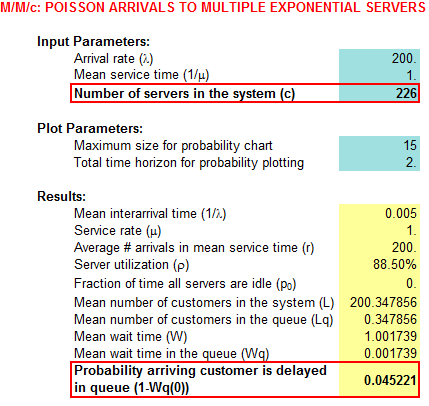 M/M/c: POISSON ARRIVALS TO MULTIPLE EXPONENTIAL SERVERS
Input Parameters:
Arrival rate (λ) 200.
Mean service time (1/μ) 1.
Number of servers in the system (c) 226
Plot Parameters:
Maximum size for probability chart 15
Total time horizon for probability plotting 2.
Results:
Mean interarrival time (1/λ) 0.005
Service rate (μ) 1.
Average # arrivals in mean service time (r) 200.
Server utilization (ρ) 88.50%
Fraction of time all servers are idle (p0) 0.
Mean number of customers in the system (L) 200.347856
Mean number of customers in the queue (Lq) 0.347856
Mean wait time (W) 1.001739
Mean wait time in the queue (Wq) 0.001739
Probability arriving customer is delayed
in queue (1-Wq(0)) 0.045221